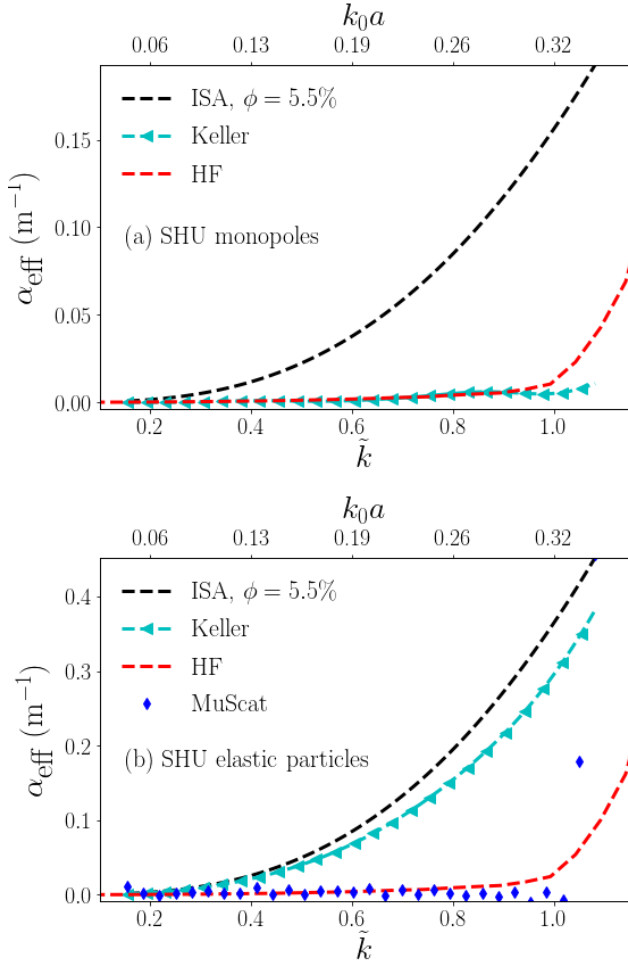 k₀a
0.06 0.13 0.19 0.26 0.32
ISA, ϕ = 5.5%
Keller
HF
(a) SHU monopoles
0.15
0.10
0.05
0.00
α_eff (m⁻¹)
0.2 0.4 0.6 0.8 1.0
k̃
k₀a
0.06 0.13 0.19 0.26 0.32
ISA, ϕ = 5.5%
Keller
HF
MuScat
(b) SHU elastic particles
0.4
0.3
0.2
0.1
0.0
α_eff (m⁻¹)
0.2 0.4 0.6 0.8 1.0
k̃